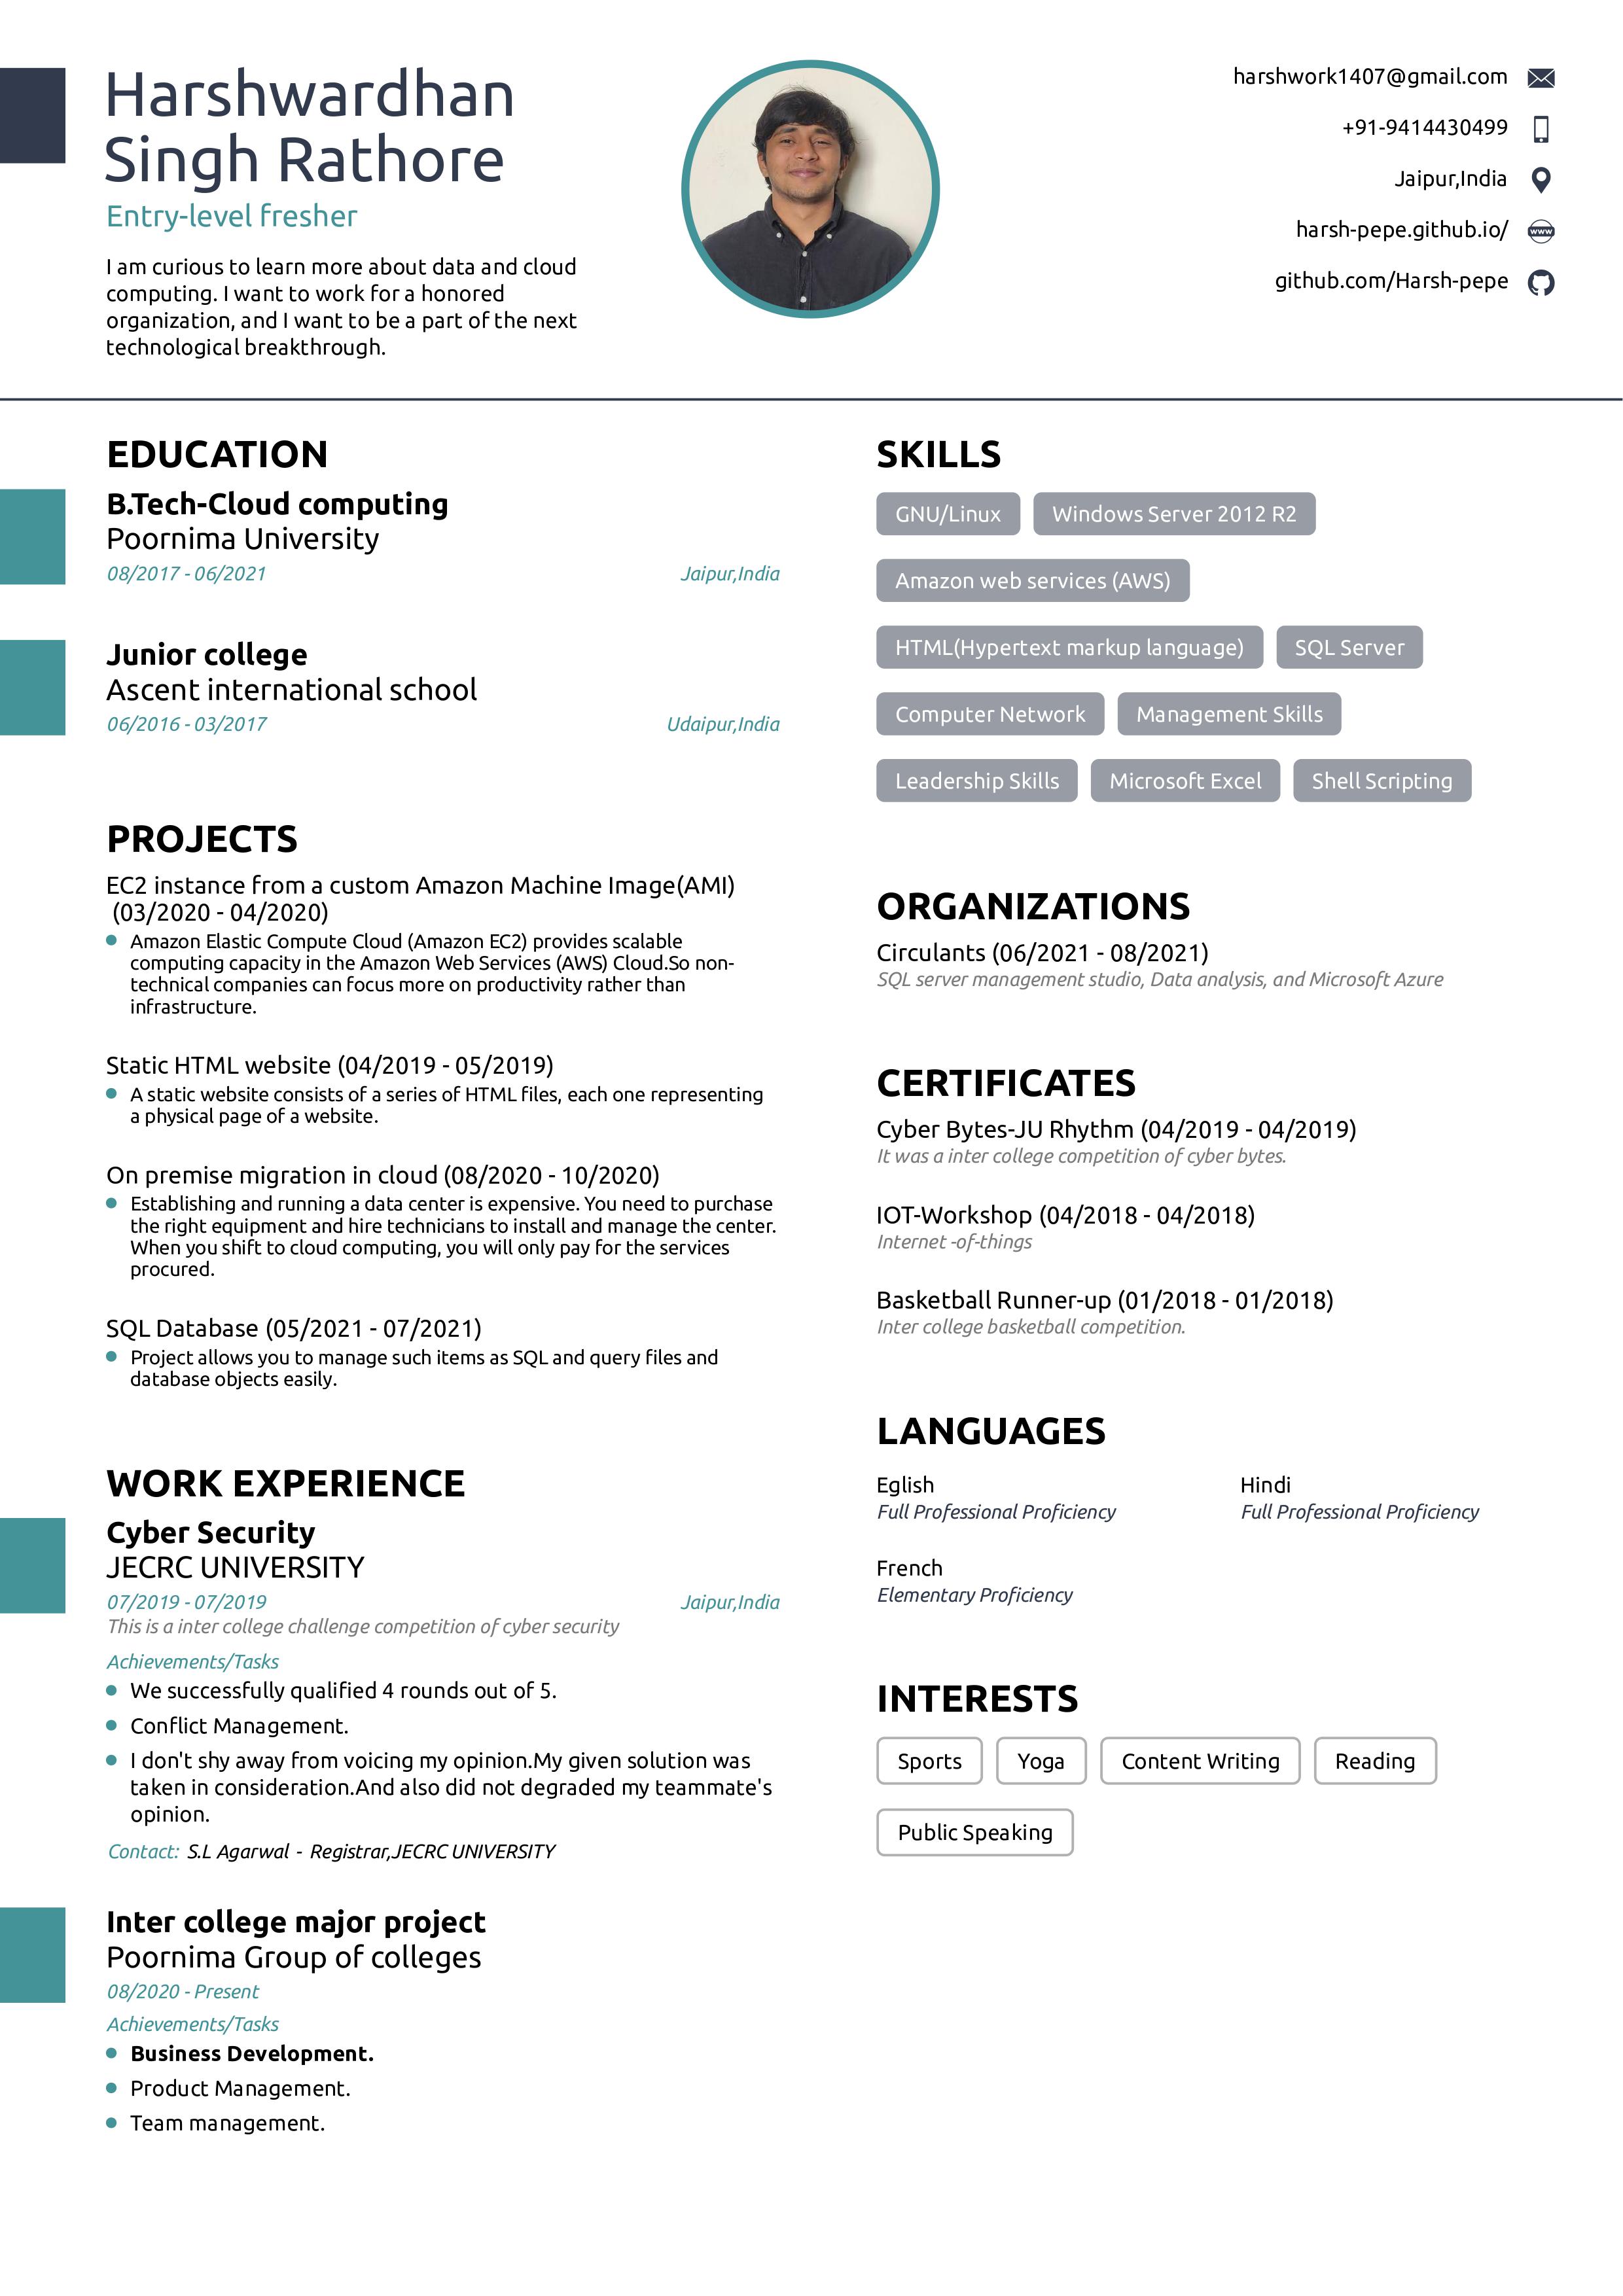 Harshwardhan
Singh Rathore
Entry-level fresher
I am curious to learn more about data and cloud
computing. I want to work for a honored
organization, and I want to be a part of the next
technological breakthrough.
harshwork1407@gmail.com
+91-9414430499
Jaipur,India
harsh-pepe.github.io/
www
github.com/Harsh-pepe
EDUCATION
B.Tech-Cloud computing
Poornima University
08/2017 - 06/2021 Jaipur,India
Junior college
Ascent international school
06/2016 - 03/2017 Udaipur,India
PROJECTS
EC2 instance from a custom Amazon Machine Image(AMI)
(03/2020 - 04/2020)
Amazon Elastic Compute Cloud (Amazon EC2) provides scalable
computing capacity in the Amazon Web Services (AWS) Cloud.So non-
technical companies can focus more on productivity rather than
infrastructure.
Static HTML website (04/2019 - 05/2019)
A static website consists of a series of HTML files, each one representing
a physical page of a website.
On premise migration in cloud (08/2020 - 10/2020)
Establishing and running a data center is expensive. You need to purchase
the right equipment and hire technicians to install and manage the center.
When you shift to cloud computing, you will only pay for the services
procured.
SQL Database (05/2021 - 07/2021)
Project allows you to manage such items as SQL and query files and
database objects easily.
WORK EXPERIENCE
Cyber Security
JECRC UNIVERSITY
07/2019 - 07/2019 Jaipur,India
This is a inter college challenge competition of cyber security
Achievements/Tasks
We successfully qualified 4 rounds out of 5.
Conflict Management.
I don't shy away from voicing my opinion.My given solution was
taken in consideration.And also did not degraded my teammate's
opinion.
Contact: S.L Agarwal - Registrar,JECRC UNIVERSITY
Inter college major project
Poornima Group of colleges
08/2020 - Present
Achievements/Tasks
Business Development.
Product Management.
Team management.
SKILLS
GNU/Linux Windows Server 2012 R2
Amazon web services (AWS)
HTML(Hypertext markup language) SQL Server
Computer Network Management Skills
Leadership Skills Microsoft Excel Shell Scripting
ORGANIZATIONS
Circulants (06/2021 - 08/2021)
SQL server management studio, Data analysis, and Microsoft Azure
CERTIFICATES
Cyber Bytes-JU Rhythm (04/2019 - 04/2019)
It was a inter college competition of cyber bytes.
IOT-Workshop (04/2018 - 04/2018)
Internet -of-things
Basketball Runner-up (01/2018 - 01/2018)
Inter college basketball competition.
LANGUAGES
Eglish Hindi
Full Professional Proficiency Full Professional Proficiency
French
Elementary Proficiency
INTERESTS
Sports Yoga Content Writing Reading
Public Speaking